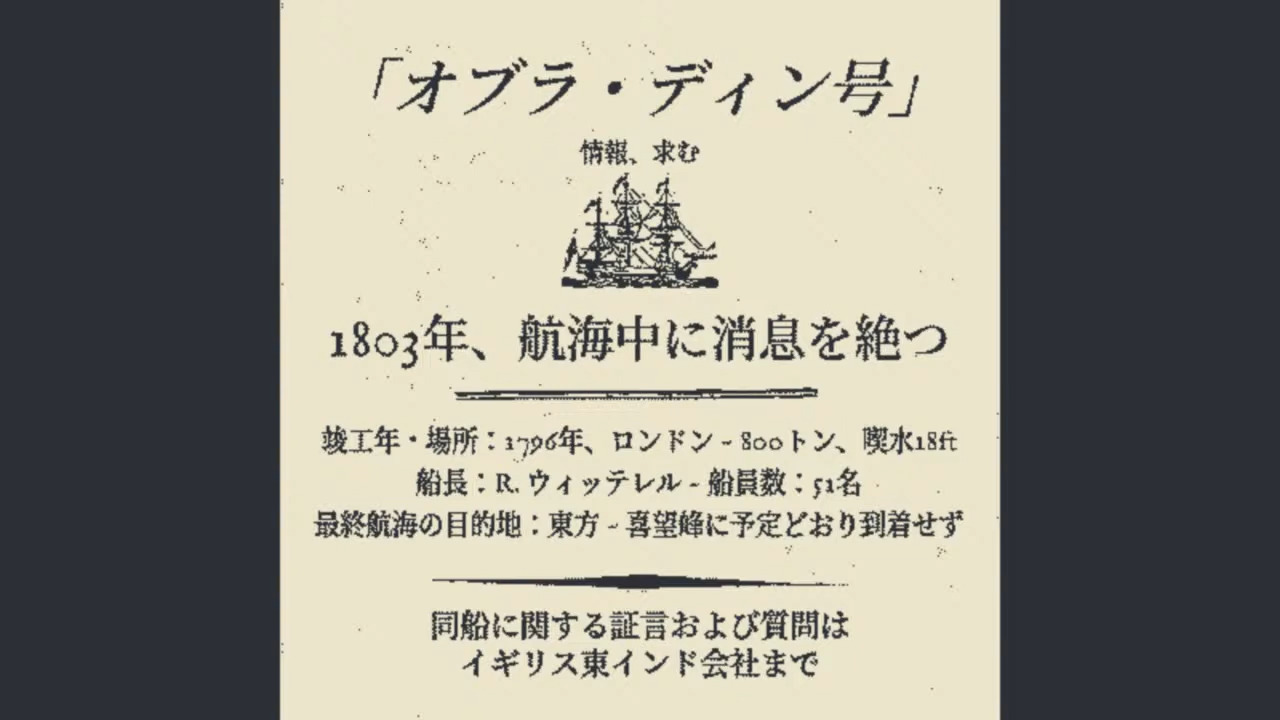 「オブラ・ディン号」
情報、求む
1803年、航海中に消息を絶つ
竣工年・場所：1796年、ロンドン - 800トン、喫水18ft
船長：R. ウィッテレル - 船員数：51名
最終航海の目的地：東方 - 喜望峰に予定どおり到着せず
同船に関する証言および質問は
イギリス東インド会社まで